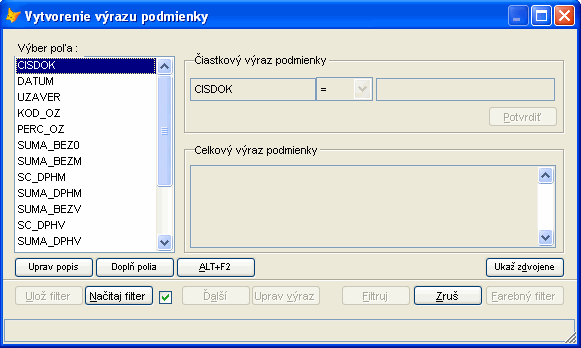 Vytvorenie výrazu podmienky
Výber poľa :
CISDOK
DATUM
UZAVER
KOD_OZ
PERC_OZ
SUMA_BEZ0
SUMA_BEZM
SC_DPHM
SUMA_DPHM
SUMA_BEZV
SC_DPHV
SUMA_DPHV
Čiastkový výraz podmienky
CISDOK =
Potvrdiť
Celkový výraz podmienky
Uprav popis Doplň polia ALT+F2 Ukaž zdvojene
Ulož filter Načítaj filter Ďalší Uprav výraz Filtruj Zruš Farebný filter